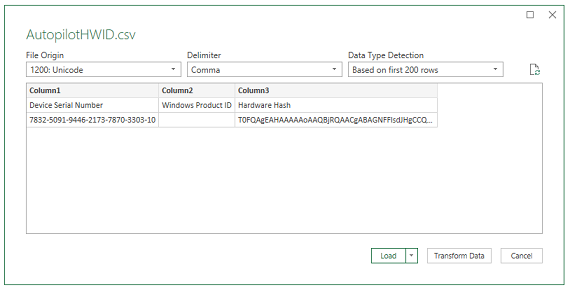 AutopilotHWID.csv
File Origin Delimiter Data Type Detection
1200: Unicode Comma Based on first 200 rows
Column1 Column2 Column3
Device Serial Number Windows Product ID Hardware Hash
7832-5091-9446-2173-7870-3303-10 T0FQAgEAHAAAAAoAAQBjRQAACgABAGNFFlsdJHgCCQ...
Load Transform Data Cancel